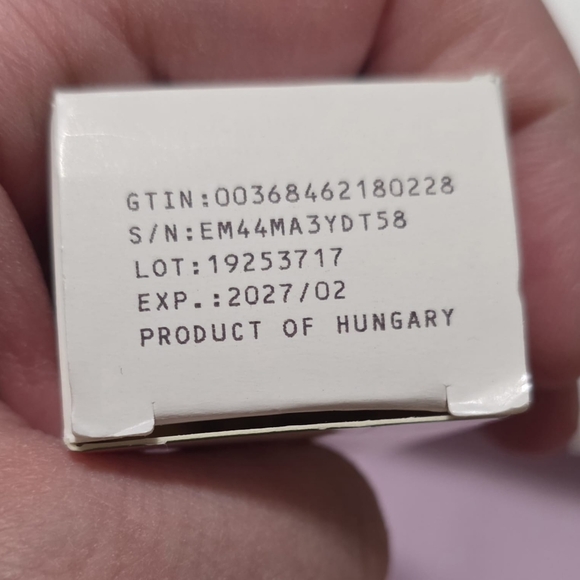 GTIN:00368462180228
S/N:EM44MA3YDT58
LOT:19253717
EXP.:2027/02
PRODUCT OF HUNGARY